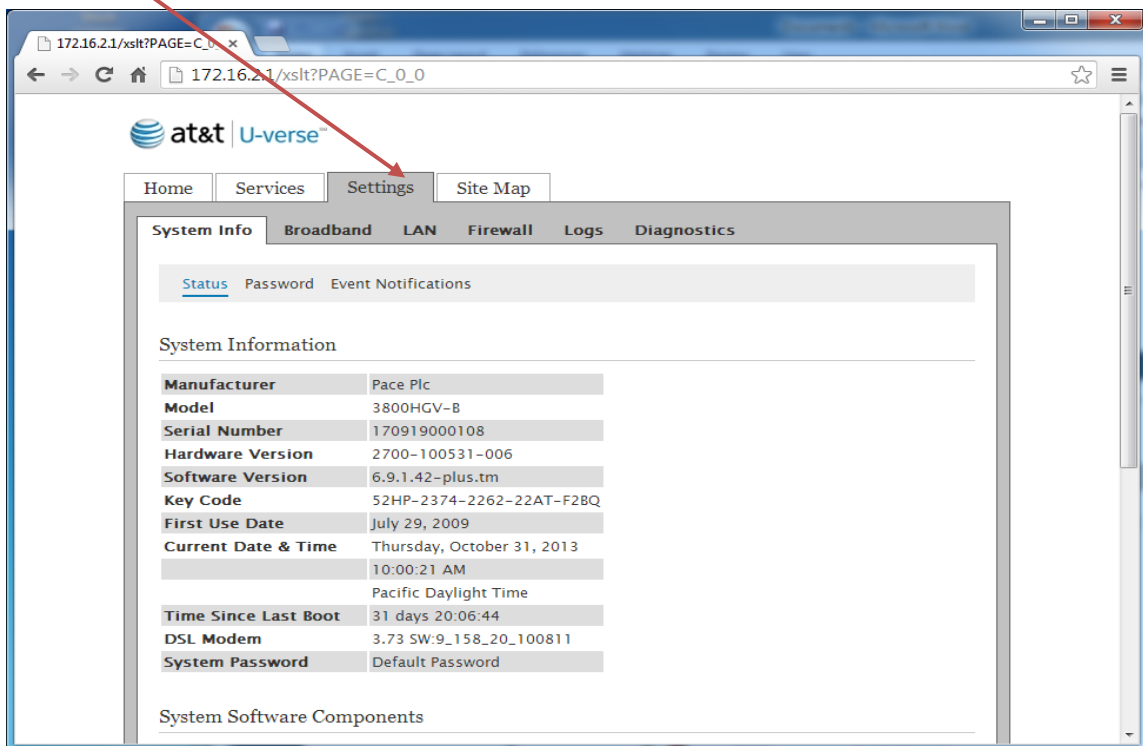 172.16.2.1/xslt?PAGE=C_0_
172.16.2.1/xslt?PAGE=C_0_0
at&t U-verse
Home Services Settings Site Map
System Info Broadband LAN Firewall Logs Diagnostics
Status Password Event Notifications
System Information
Manufacturer Pace Plc
Model 3800HGV-B
Serial Number 170919000108
Hardware Version 2700-100531-006
Software Version 6.9.1.42-plus.tm
Key Code 52HP-2374-2262-22AT-F2BQ
First Use Date July 29, 2009
Current Date & Time Thursday, October 31, 2013
10:00:21 AM
Pacific Daylight Time
Time Since Last Boot 31 days 20:06:44
DSL Modem 3.73 SW:9_158_20_100811
System Password Default Password
System Software Components